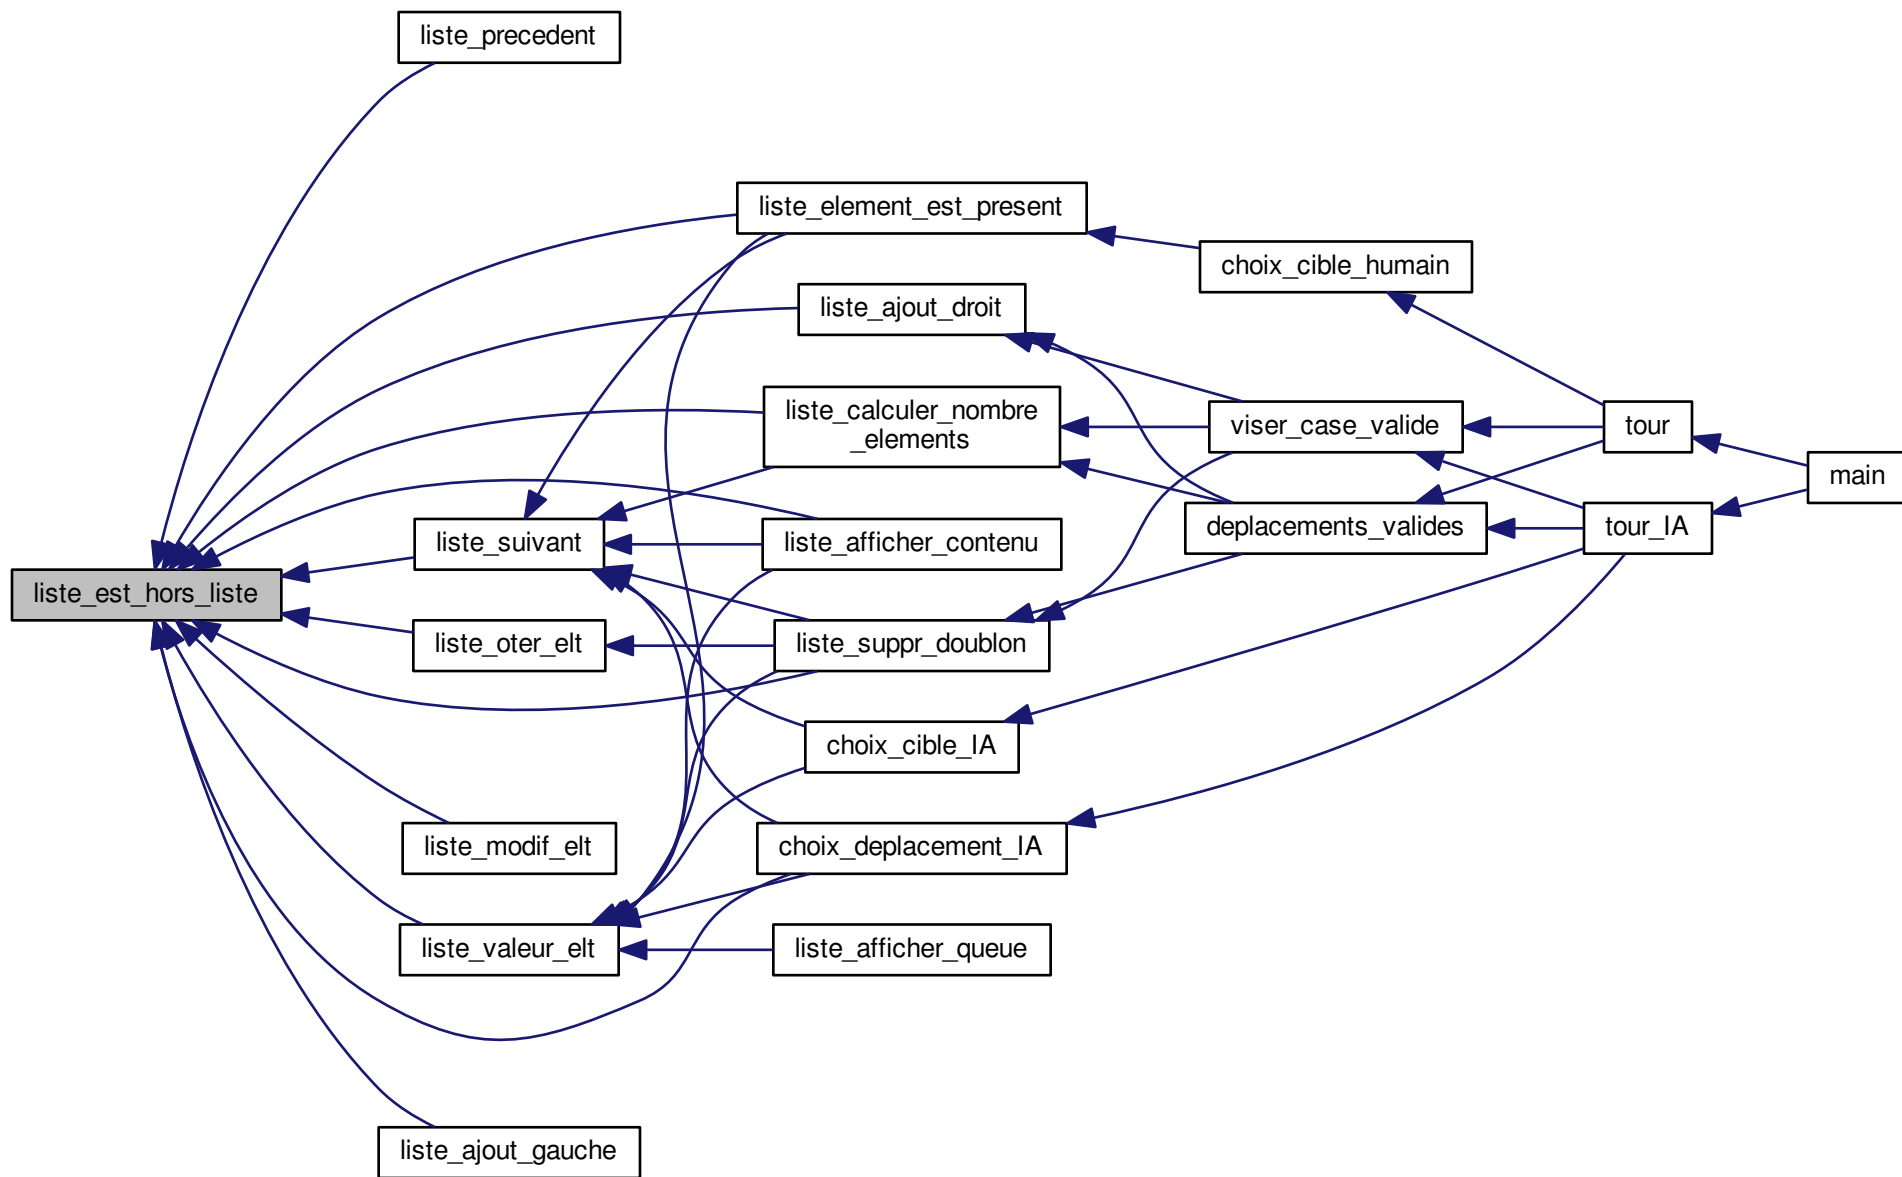 liste_precedent
liste_element_est_present
choix_cible_humain
liste_ajout_droit
liste_calculer_nombre
_elements
viser_case_valide
tour
main
liste_suivant
liste_afficher_contenu
deplacements_valides
tour_IA
liste_est_hors_liste
liste_oter_elt
liste_suppr_doublon
choix_cible_IA
liste_modif_elt
choix_deplacement_IA
liste_valeur_elt
liste_afficher_queue
liste_ajout_gauche